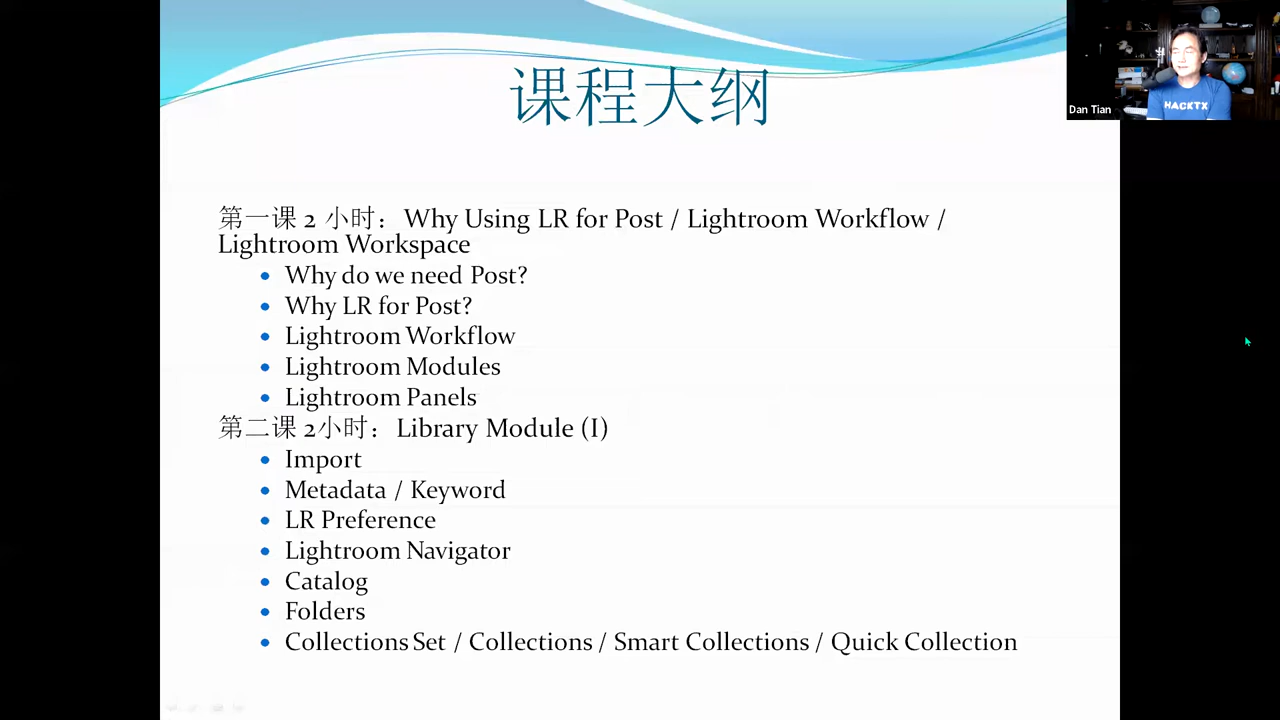 课程大纲
Dan Tian
HACKTX
第一课 2 小时：Why Using LR for Post / Lightroom Workflow /
Lightroom Workspace
• Why do we need Post?
• Why LR for Post?
• Lightroom Workflow
• Lightroom Modules
• Lightroom Panels
第二课 2小时：Library Module (I)
• Import
• Metadata / Keyword
• LR Preference
• Lightroom Navigator
• Catalog
• Folders
• Collections Set / Collections / Smart Collections / Quick Collection